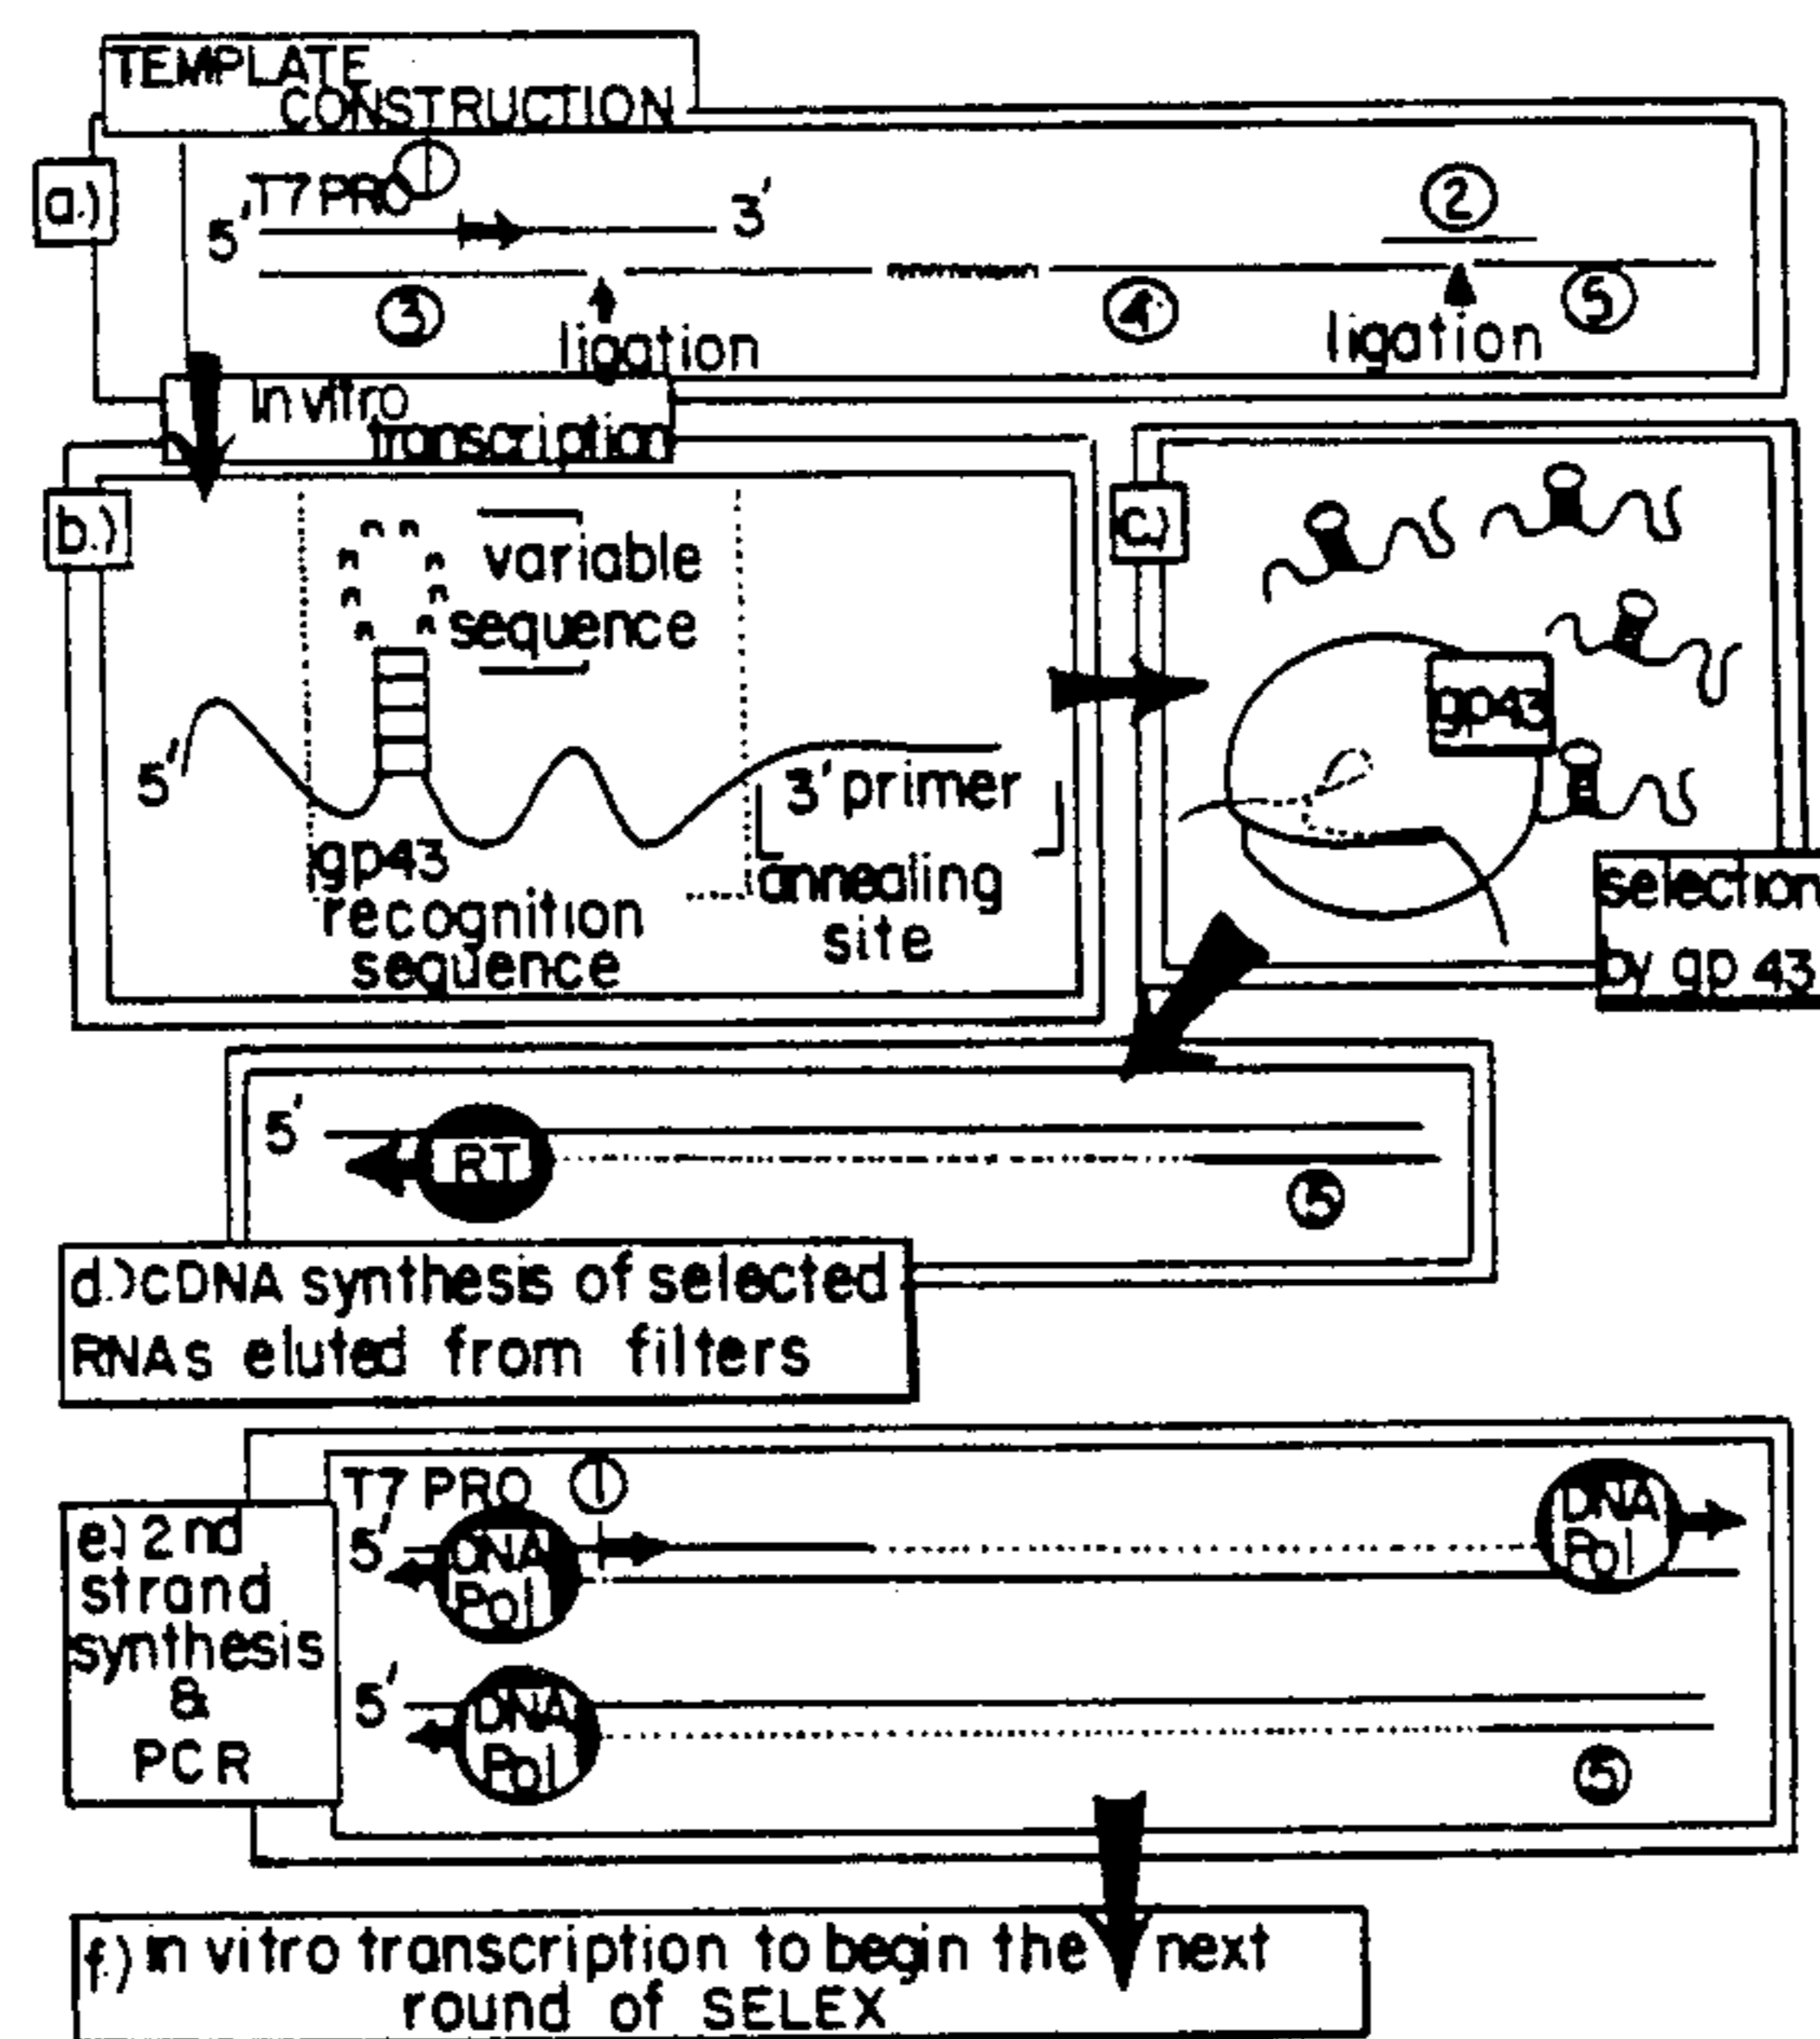 TEMPLATE
CONSTRUCTION
a.)
T7 PRO ①
5' 3'
②
③
ligation
④
ligation
⑤
in vitro
transcription
b.)
variable
sequence
5'
gp43
recognition
sequence
3' primer
annealing
site
c.)
gp43
selection
by gp 43
5'
RT
⑤
d.) cDNA synthesis of selected
RNAs eluted from filters
e.) 2nd
strand
synthesis
&
PCR
T7 PRO ①
5'
DNA
Pol
DNA
Pol
5'
DNA
Pol
⑤
f.) in vitro transcription to begin the next
round of SELEX